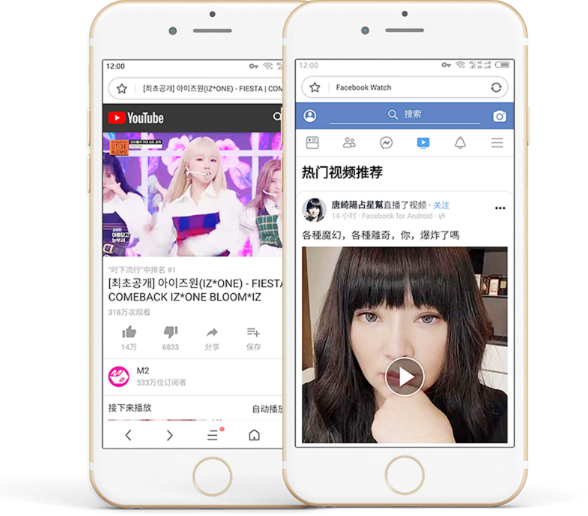 12:00
[최초공개] 아이즈원(IZ*ONE) - FIESTA | COM
YouTube
"时下流行"中排名 #1
[최초공개] 아이즈원(IZ*ONE) - FIESTA
COMEBACK IZ*ONE BLOOM*IZ
318万次观看
14万
6833
分享
保存
M2
533万位订阅者
接下来播放
自动播放
12:00
Facebook Watch
搜索
热门视频推荐
唐綺陽占星幫直播了视频 · 关注
14 小时 · Facebook for Android ·
各種魔幻，各種離奇，你，爆炸了嗎